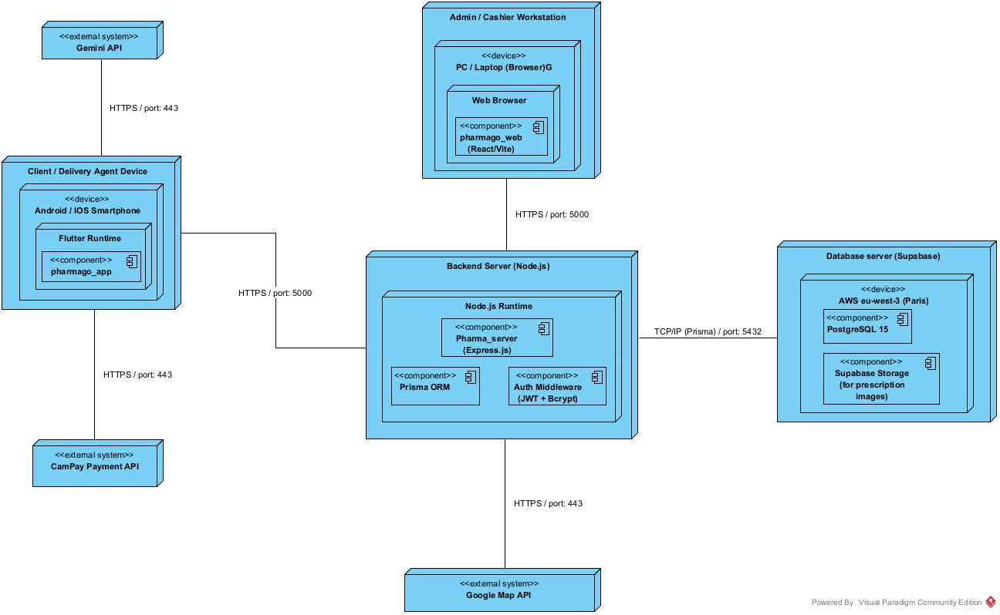 Admin / Cashier Workstation
<<device>>
PC / Laptop (Browser)G
Web Browser
<<component>>
pharmago_web
(React/Vite)
<<external system>>
Gemini API
HTTPS / port: 443
Client / Delivery Agent Device
<<device>>
Android / IOS Smartphone
Flutter Runtime
<<component>>
pharmago_app
HTTPS / port: 5000
HTTPS / port: 5000
Backend Server (Node.js)
Node.js Runtime
<<component>>
Pharma_server
(Express.js)
<<component>>
Prisma ORM
<<component>>
Auth Middleware
(JWT + Bcrypt)
TCP/IP (Prisma) / port: 5432
Database server (Supabase)
<<device>>
AWS eu-west-3 (Paris)
<<component>>
PostgreSQL 15
<<component>>
Supabase Storage
(for prescription
images)
HTTPS / port: 443
<<external system>>
CamPay Payment API
HTTPS / port: 443
<<external system>>
Google Map API
Powered By Visual Paradigm Community Edition